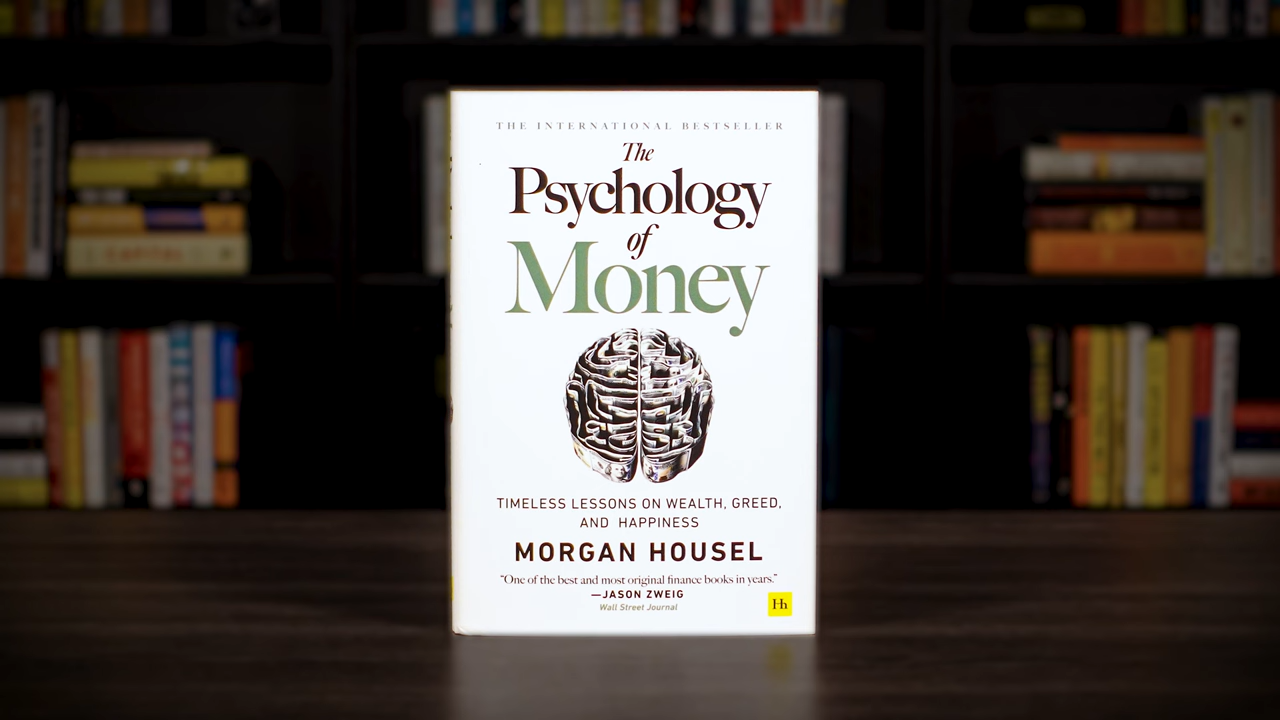 THE INTERNATIONAL BESTSELLER
The
Psychology
of
Money
TIMELESS LESSONS ON WEALTH, GREED,
AND HAPPINESS
MORGAN HOUSEL
“One of the best and most original finance books in years.”
—JASON ZWEIG
Wall Street Journal
Hh
CAPITAL